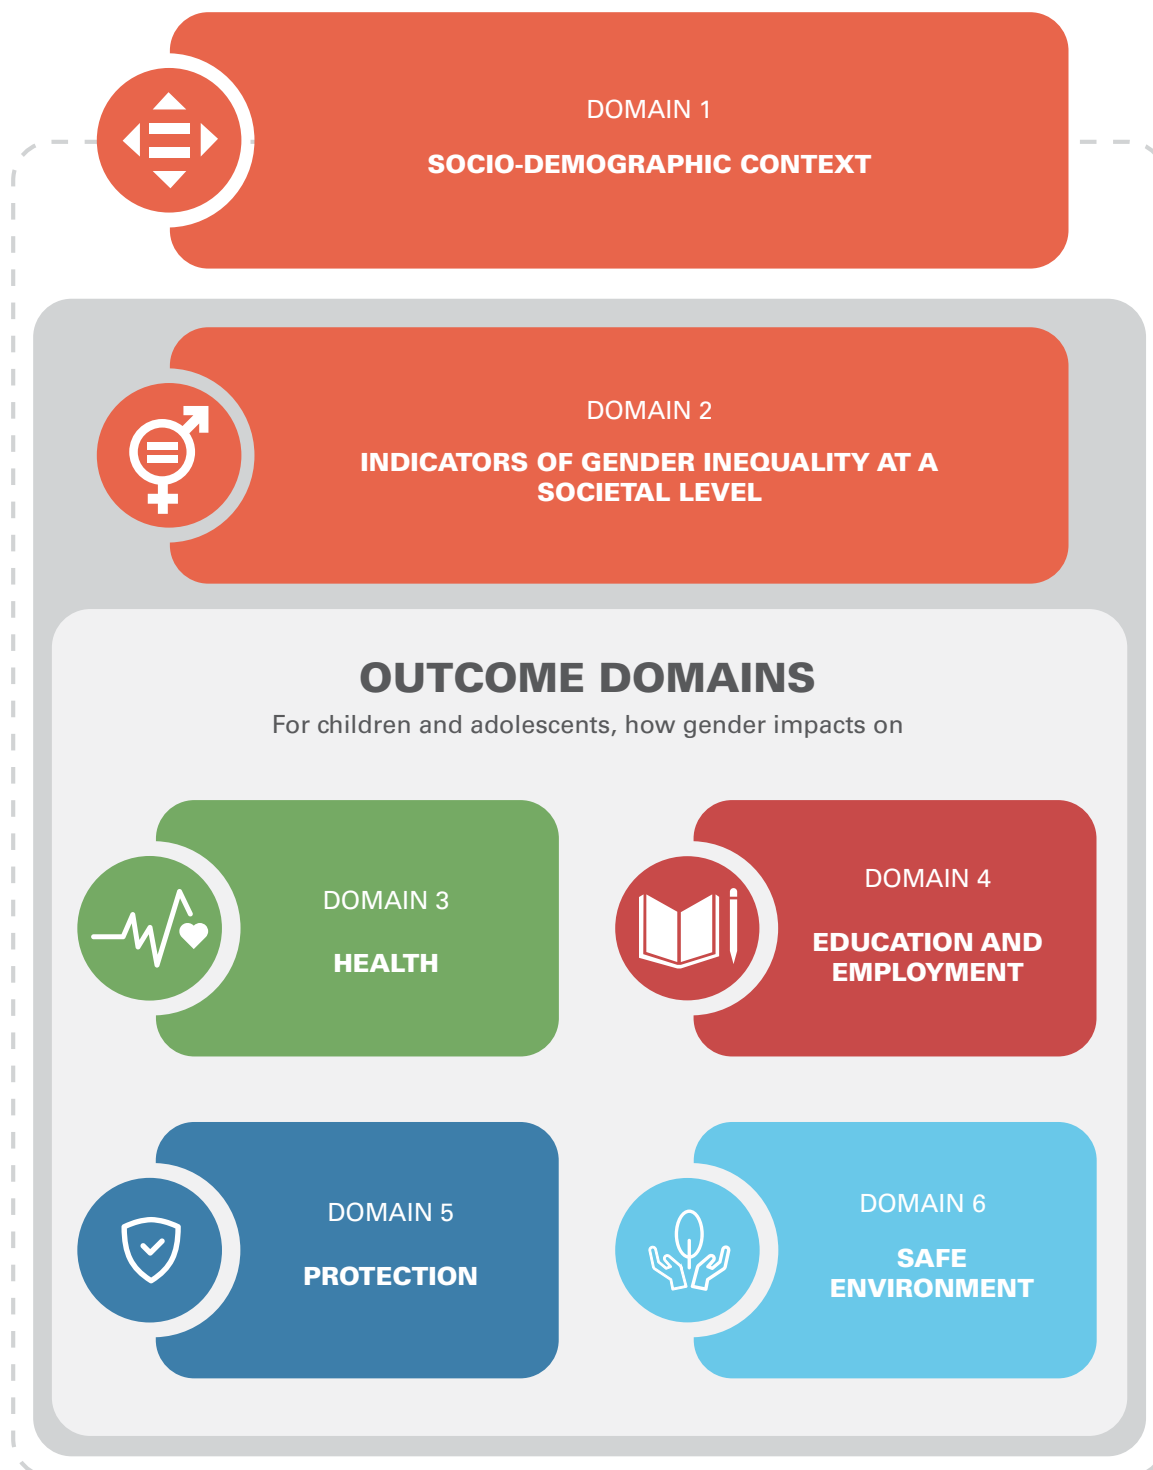 DOMAIN 1
SOCIO-DEMOGRAPHIC CONTEXT
DOMAIN 2
INDICATORS OF GENDER INEQUALITY AT A
SOCIETAL LEVEL
OUTCOME DOMAINS
For children and adolescents, how gender impacts on
DOMAIN 3
HEALTH
DOMAIN 4
EDUCATION AND
EMPLOYMENT
DOMAIN 5
PROTECTION
DOMAIN 6
SAFE
ENVIRONMENT